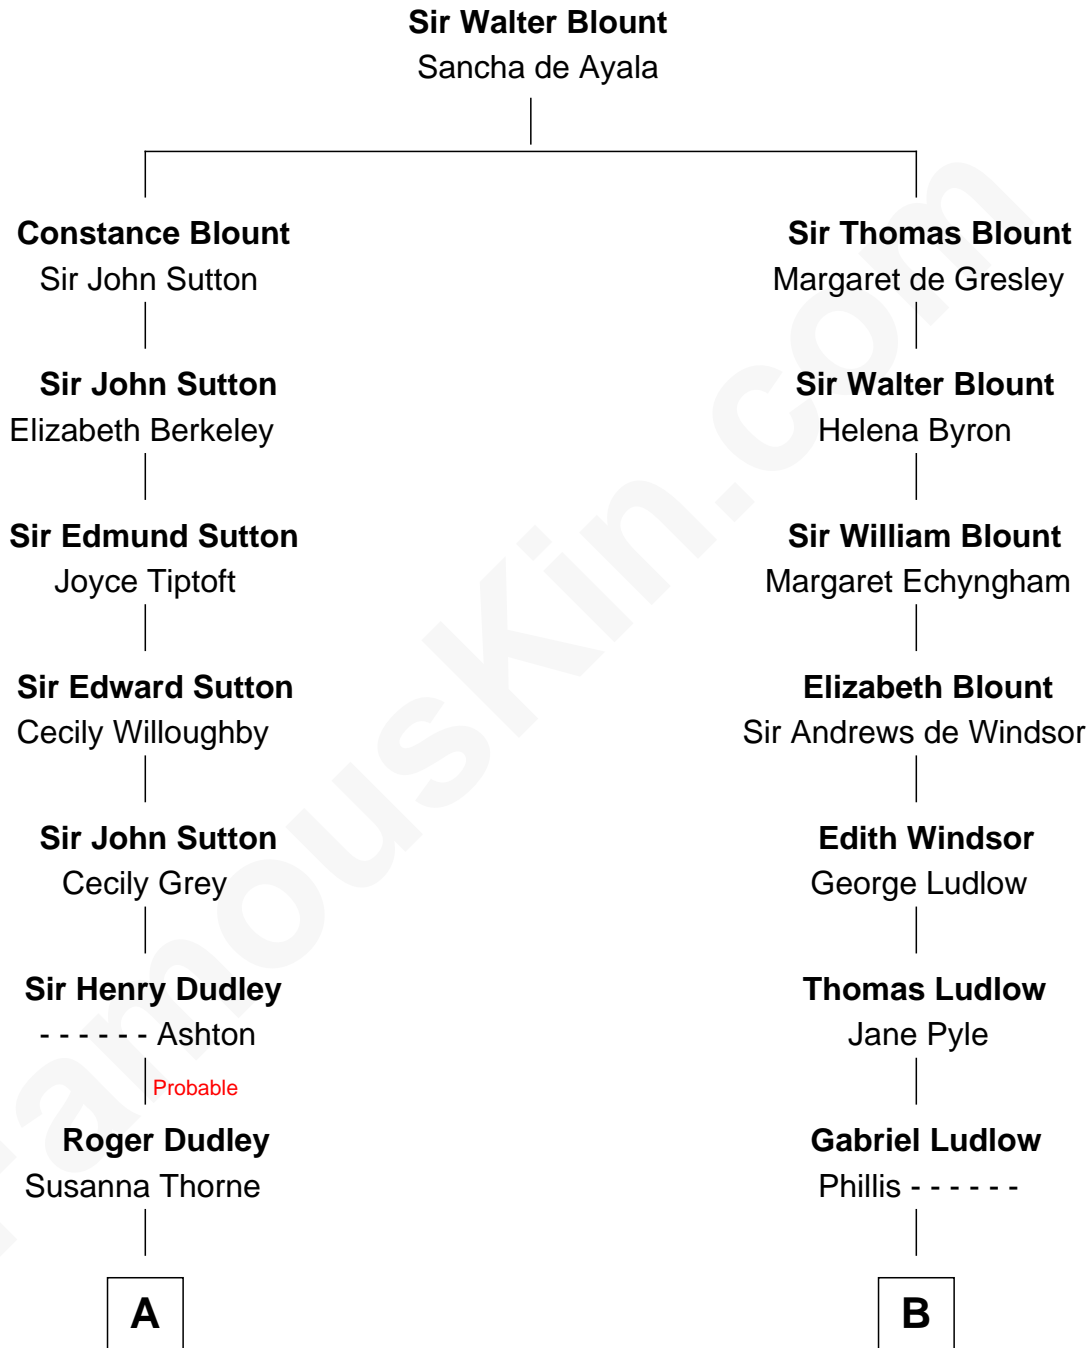 Sir Walter Blount
Sancha de Ayala
Constance Blount
Sir John Sutton
Sir John Sutton
Elizabeth Berkeley
Sir Edmund Sutton
Joyce Tiptoft
Sir Edward Sutton
Cecily Willoughby
Sir John Sutton
Cecily Grey
Sir Henry Dudley
- - - - - - Ashton
Probable
Roger Dudley
Susanna Thorne
A
Sir Thomas Blount
Margaret de Gresley
Sir Walter Blount
Helena Byron
Sir William Blount
Margaret Echyngham
Elizabeth Blount
Sir Andrews de Windsor
Edith Windsor
George Ludlow
Thomas Ludlow
Jane Pyle
Gabriel Ludlow
Phillis - - - - - -
B
FamousKin.com